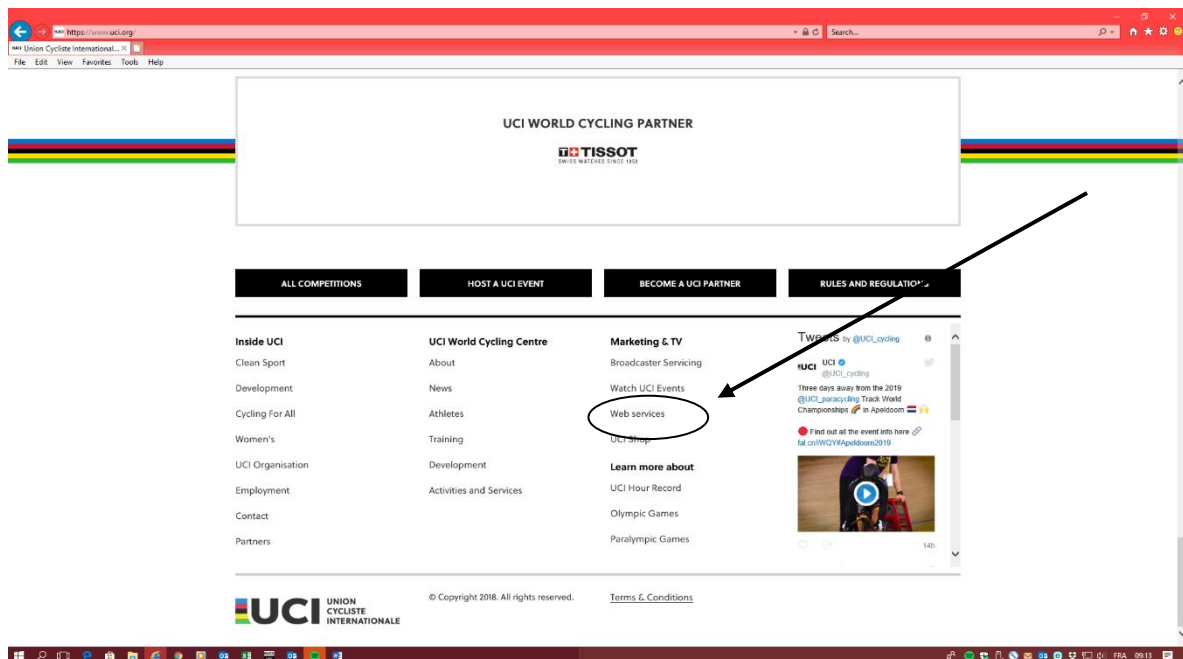 https://www.uci.org/
Search...
Union Cycliste International...
File Edit View Favorites Tools Help
UCI WORLD CYCLING PARTNER
TISSOT
SWISS WATCHES SINCE 1853
ALL COMPETITIONS
HOST A UCI EVENT
BECOME A UCI PARTNER
RULES AND REGULATIONS
Inside UCI
Clean Sport
Development
Cycling For All
Women's
UCI Organisation
Employment
Contact
Partners
UCI World Cycling Centre
About
News
Athletes
Training
Development
Activities and Services
Marketing & TV
Broadcaster Servicing
Watch UCI Events
Web services
UCI Shop
Learn more about
UCI Hour Record
Olympic Games
Paralympic Games
Tweets by @UCI_cycling
UCI
UCI
@UCI_cycling
Three days away from the 2019
@UCI_paracycling Track World
Championships in Apeldoorn
Find out all the event info here
14h
UCI
UNION
CYCLISTE
INTERNATIONALE
© Copyright 2018. All rights reserved.
Terms & Conditions
FRA 09:13